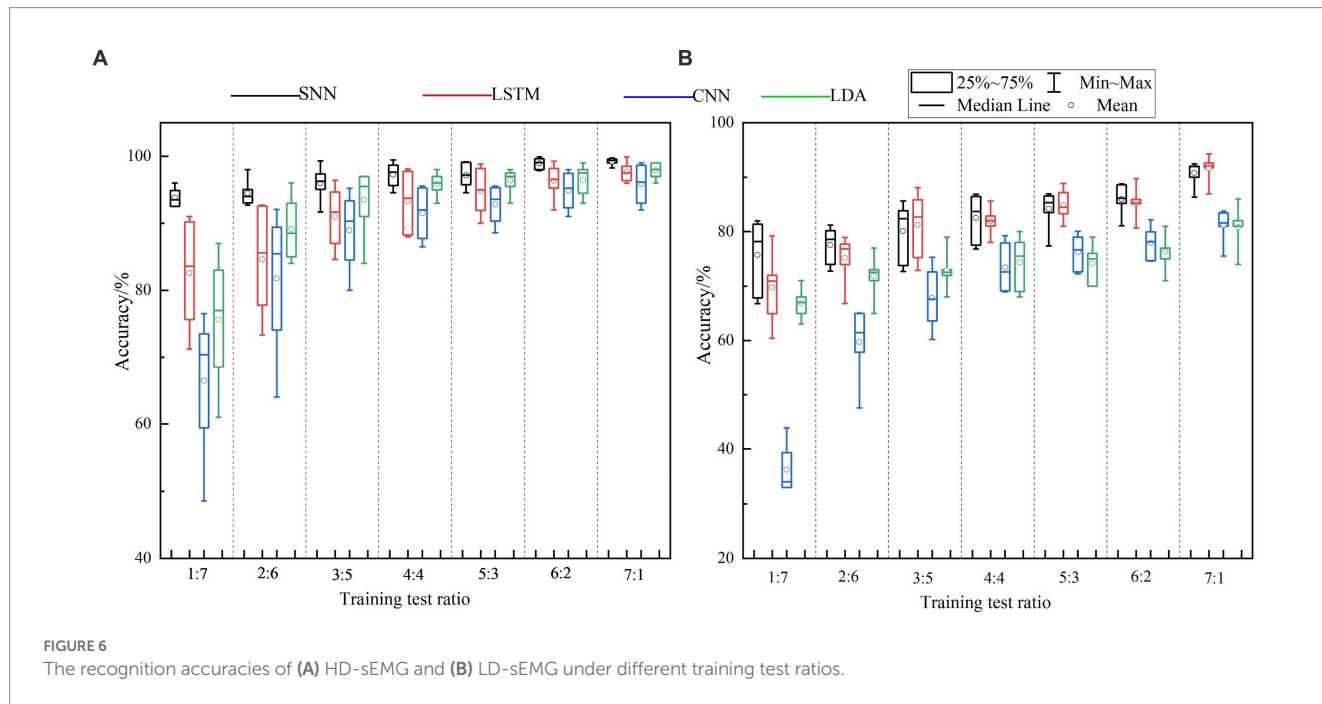 A
B
SNN
LSTM
CNN
LDA
25%~75%
Min~Max
Median Line
Mean
Accuracy/%
100
80
60
40
1:7
2:6
3:5
4:4
5:3
6:2
7:1
Training test ratio
Accuracy/%
100
80
60
40
20
1:7
2:6
3:5
4:4
5:3
6:2
7:1
Training test ratio
FIGURE 6
The recognition accuracies of (A) HD-sEMG and (B) LD-sEMG under different training test ratios.